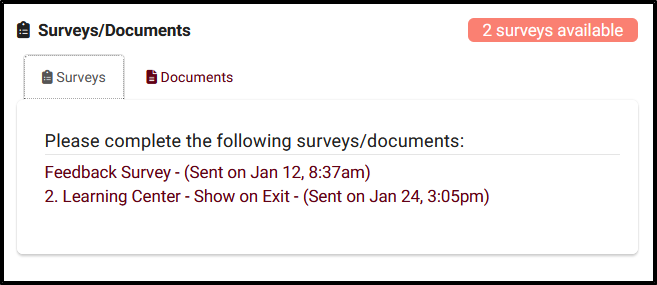 Surveys/Documents
2 surveys available
Surveys
Documents
Please complete the following surveys/documents:
Feedback Survey - (Sent on Jan 12, 8:37am)
2. Learning Center - Show on Exit - (Sent on Jan 24, 3:05pm)